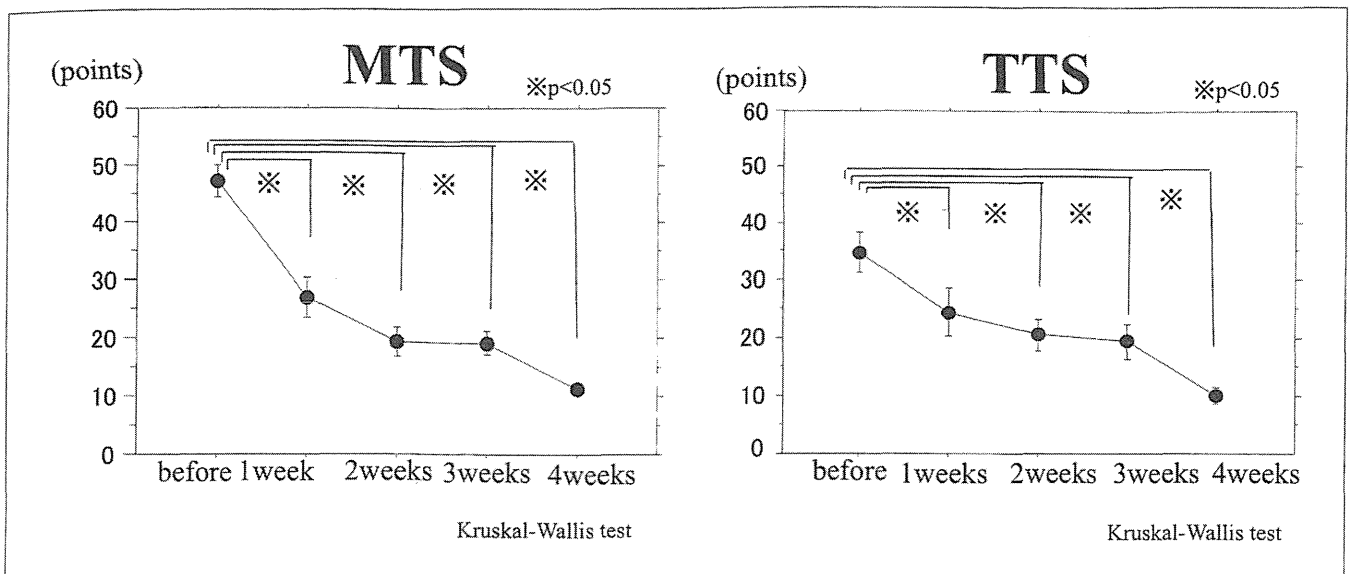 MTS
(points)
※p<0.05
60
50
40
30
20
10
0
※ ※ ※ ※
before 1week 2weeks 3weeks 4weeks
Kruskal-Wallis test
TTS
(points)
※p<0.05
60
50
40
30
20
10
0
※ ※ ※ ※
before 1weeks 2weeks 3weeks 4weeks
Kruskal-Wallis test